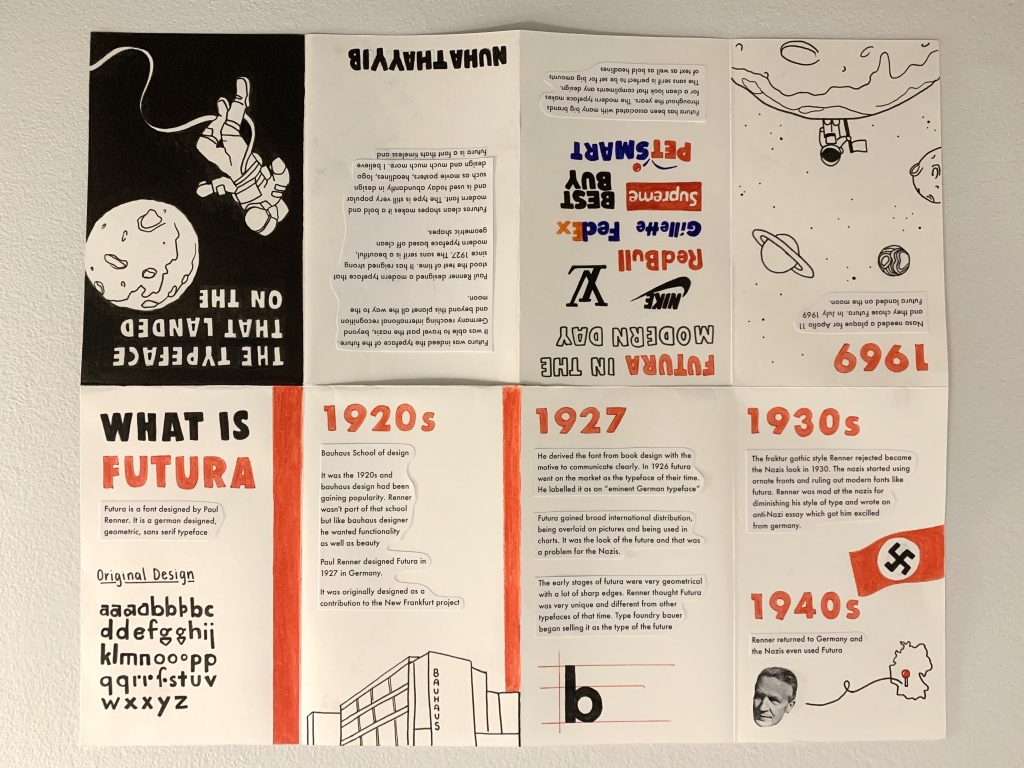 THE TYPEFACE
THAT LANDED
ON THE
Futura was indeed the typeface of the future.
It was able to travel past the nazis, beyond
Germany reaching international recognition
and beyond this planet all the way to the
moon.
Paul Renner designed a modern typeface that
stood the test of time. It has reigned strong
since 1927. The sans serif is a beautiful,
modern typeface based off clean
geometric shapes.
Futuras clean shapes makes it a bold and
modern font. The type is still very popular
and is used today abundantly in design
such as movie posters, headlines, logo
design and much much more. I believe
futura is a font thats timeless and
NUHA THAYYIB
FUTURA IN THE
MODERN DAY
NIKE LV
RedBull
FedEx Gillette
Supreme BEST
BUY
PETSMART
Futura has been associated with many big brands
throughout the years. The modern typeface makes
for a clean look that compliments any design.
The sans serif is perfect to be set for big amounts
of text as well as bold headlines
1969
Nasa needed a plaque for Apollo 11
and they chose Futura. In July 1969
Futura landed on the moon.
WHAT IS
FUTURA
Futura is a font designed by Paul
Renner. It is a german designed,
geometric, sans serif typeface
Original Design
aaaabbbbc
ddefggghij
klmnooopp
qqrrfstuv
wxxyz
1920s
Bauhaus School of design
It was the 1920s and
bauhaus design had been
gaining popularity. Renner
wasn't part of that school
but like bauhaus designer
he wanted functionality
as well as beauty
Paul Renner designed Futura in
1927 in Germany.
It was originally designed as a
contribution to the New Frankfurt project
BAUHAUS
1927
He derived the font from book design with the
motive to communicate clearly. In 1926 futura
went on the market as the typeface of their time.
He labelled it as an "eminent German typeface"
Futura gained broad international distribution,
being overlaid on pictures and being used in
charts. It was the look of the future and that was
a problem for the Nazis.
The early stages of futura were very geometrical
with a lot of sharp edges. Renner thought Futura
was very unique and different from other
typefaces of that time. Type foundry bauer
began selling it as the type of the future
b
1930s
The fraktur gothic style Renner rejected became
the Nazis look in 1930. The nazis started using
ornate fonts and ruling out modern fonts like
futura. Renner was mad at the nazis for
diminishing his style of type and wrote an
anti-Nazi essay which got him excilled
from germany.
1940s
Renner returned to Germany and
the Nazis even used Futura